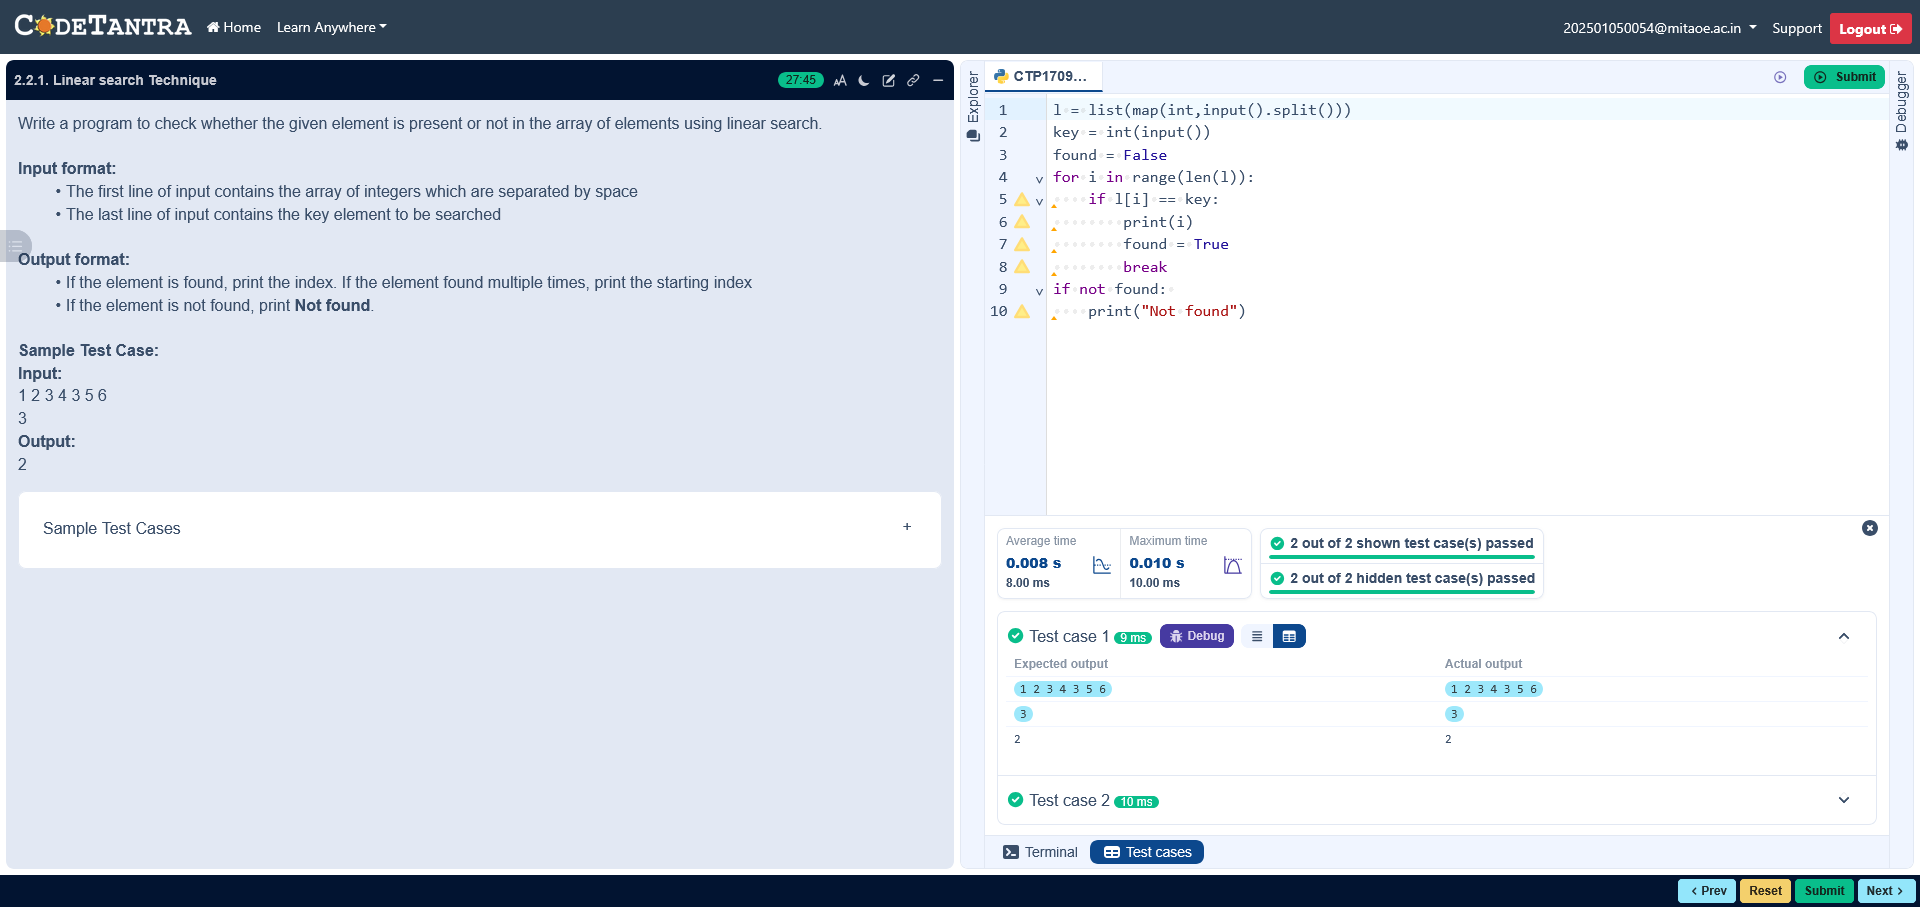 CODETANTRA Home Learn Anywhere 202501050054@mitaoe.ac.in Support Logout
2.2.1. Linear search Technique 27:45 AA
Write a program to check whether the given element is present or not in the array of elements using linear search.
Input format:
• The first line of input contains the array of integers which are separated by space
• The last line of input contains the key element to be searched
Output format:
• If the element is found, print the index. If the element found multiple times, print the starting index
• If the element is not found, print Not found.
Sample Test Case:
Input:
1 2 3 4 3 5 6
3
Output:
2
Sample Test Cases +
Explorer
CTP1709...
Submit
Debugger
1 l = list(map(int,input().split()))
2 key = int(input())
3 found = False
4 for i in range(len(l)):
5 if l[i] == key:
6 print(i)
7 found = True
8 break
9 if not found:
10 print("Not found")
Average time
0.008 s
8.00 ms
Maximum time
0.010 s
10.00 ms
2 out of 2 shown test case(s) passed
2 out of 2 hidden test case(s) passed
Test case 1 9 ms Debug
Expected output Actual output
1 2 3 4 3 5 6 1 2 3 4 3 5 6
3 3
2 2
Test case 2 10 ms
Terminal Test cases
< Prev Reset Submit Next >